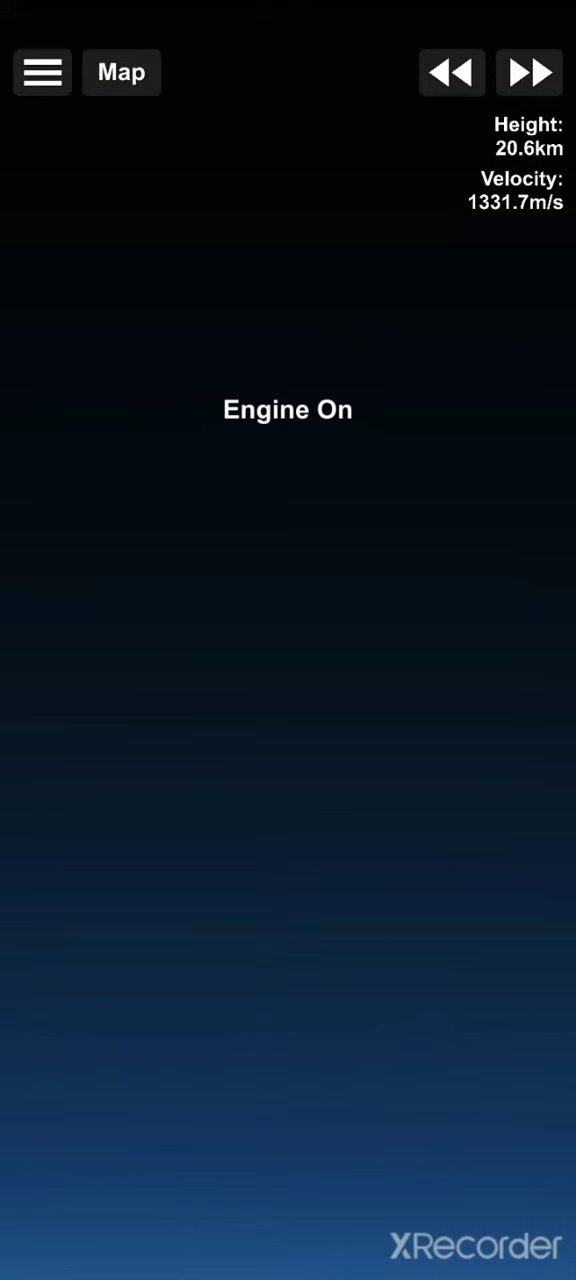 Map
Height:
20.6km
Velocity:
1331.7m/s
Engine On
XRecorder